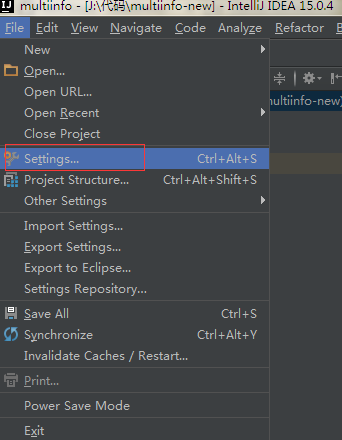 multiinfo - [J:\代码\multiinfo-new] - IntelliJ IDEA 15.0.4
File Edit View Navigate Code Analyze Refactor Build
New
Open...
Open URL...
Open Recent
Close Project
Settings... Ctrl+Alt+S
Project Structure... Ctrl+Alt+Shift+S
Other Settings
Import Settings...
Export Settings...
Export to Eclipse...
Settings Repository...
Save All Ctrl+S
Synchronize Ctrl+Alt+Y
Invalidate Caches / Restart...
Print...
Power Save Mode
Exit
multiinfo-new)